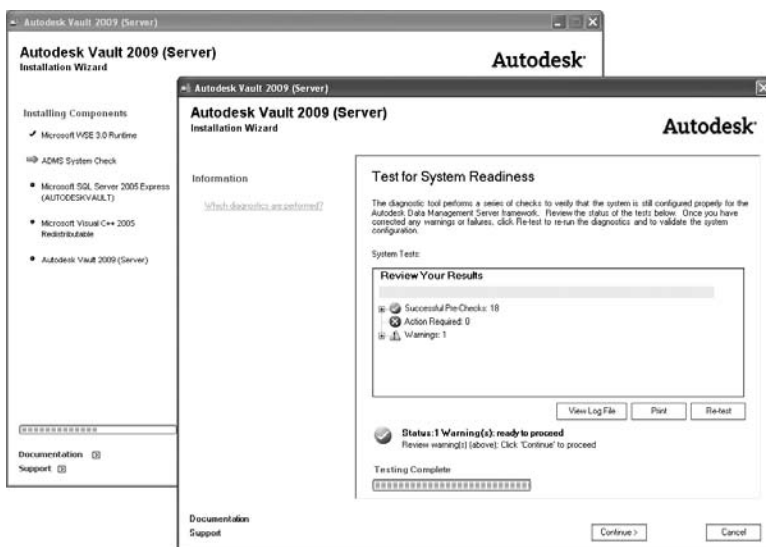 Autodesk Vault 2009 (Server)
Autodesk Vault 2009 (Server)
Installation Wizard
Autodesk
Installing Components
Microsoft WSE 3.0 Runtime
ADMS System Check
Microsoft SQL Server 2005 Express
(AUTODESKVAULT)
Microsoft Visual C++ 2005
Redistributable
Autodesk Vault 2009 (Server)
Documentation
Support
Autodesk Vault 2009 (Server)
Autodesk Vault 2009 (Server)
Installation Wizard
Autodesk
Information
Which diagnostics are performed?
Test for System Readiness
The diagnostic tool performs a series of checks to verify that the system is still configured properly for the
Autodesk Data Management Server framework. Review the status of the tests below. Once you have
corrected any warnings or failures, click Re-test to re-run the diagnostics and to validate the system
configuration.
System Tests:
Review Your Results
Successful Pre-Checks: 18
Action Required: 0
Warnings: 1
View Log File
Print
Re-test
Status:1 Warning(s): ready to proceed
Review warning(s) (above); Click 'Continue' to proceed
Testing Complete
Documentation
Support
Continue >
Cancel